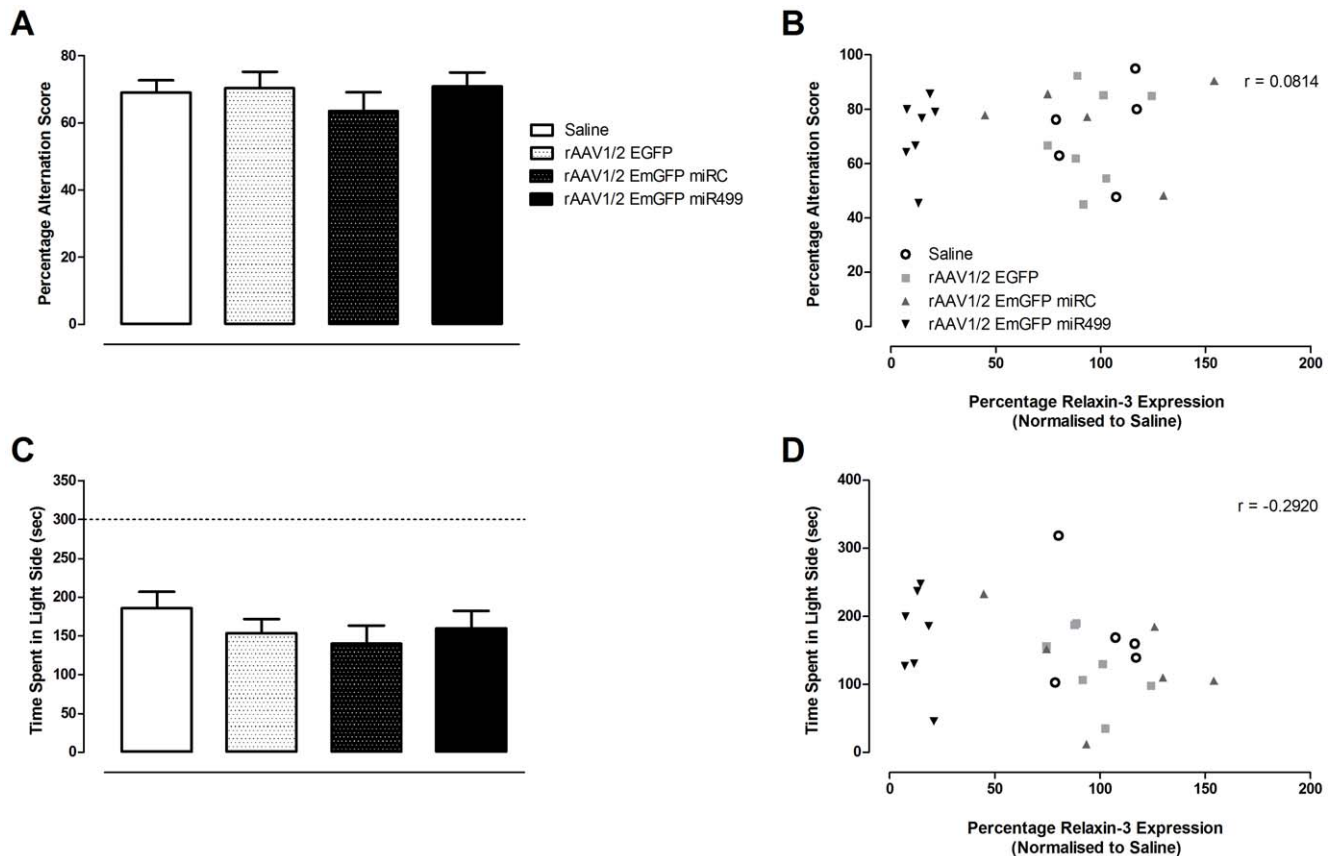 A
Percentage Alternation Score
80
60
40
20
0
Saline
rAAV1/2 EGFP
rAAV1/2 EmGFP miRC
rAAV1/2 EmGFP miR499
B
Percentage Alternation Score
100
80
60
40
20
0
r = 0.0814
Saline
rAAV1/2 EGFP
rAAV1/2 EmGFP miRC
rAAV1/2 EmGFP miR499
0 50 100 150 200
Percentage Relaxin-3 Expression
(Normalised to Saline)
C
Time Spent in Light Side (sec)
350
300
250
200
150
100
50
0
D
Time Spent in Light Side (sec)
400
300
200
100
0
r = -0.2920
0 50 100 150 200
Percentage Relaxin-3 Expression
(Normalised to Saline)